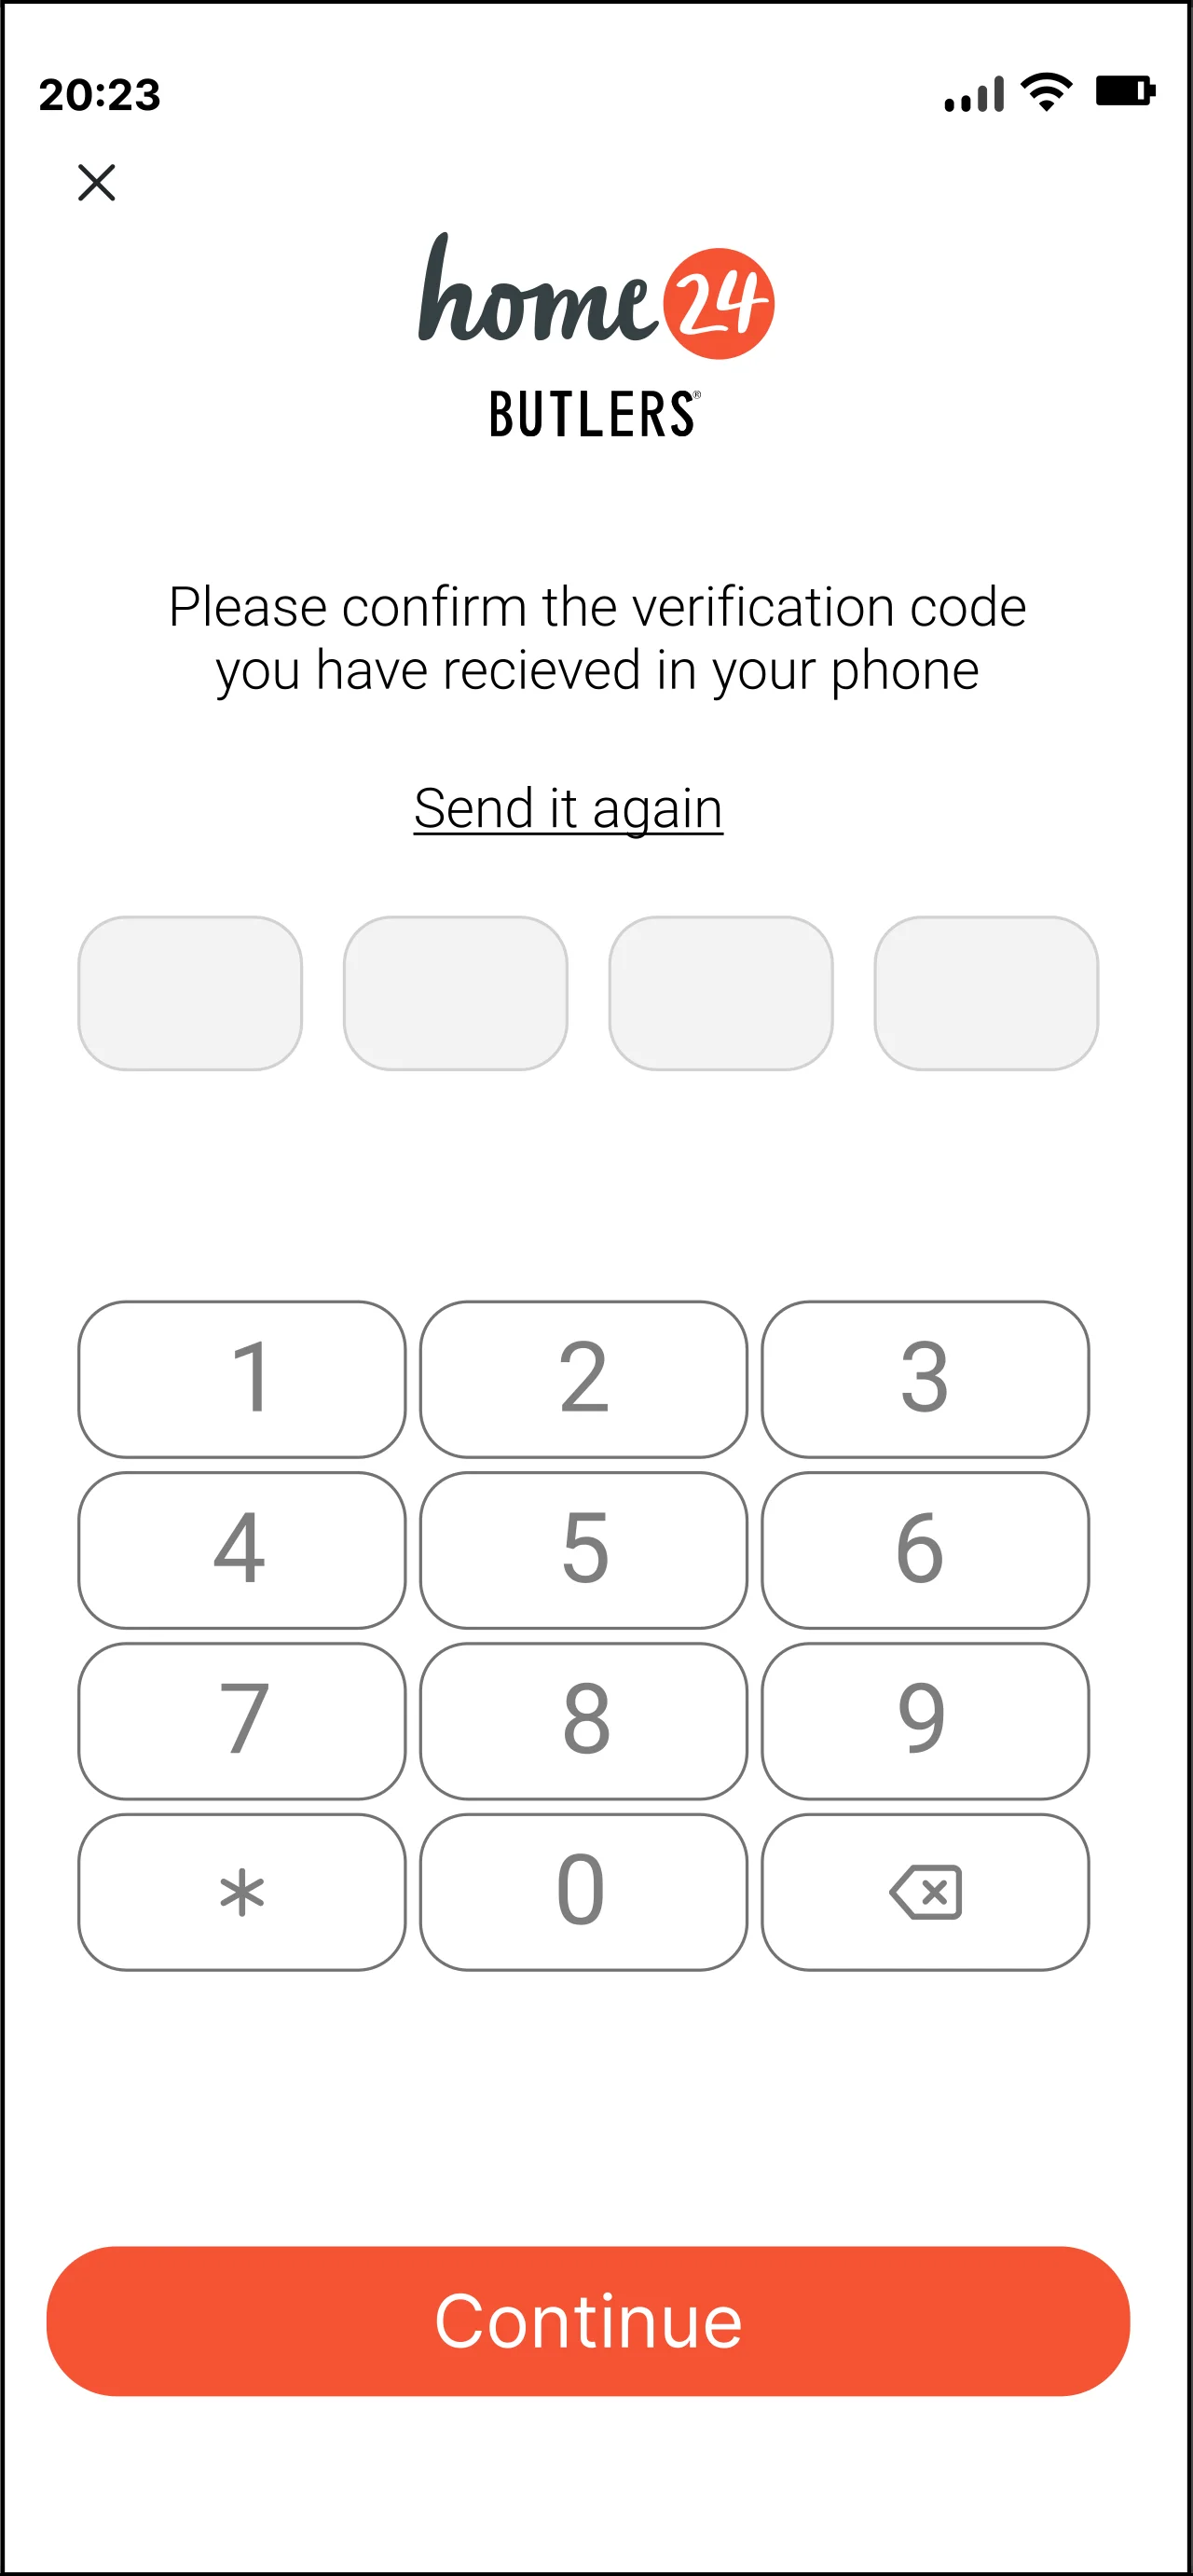 20:23
home24
BUTLERS®
Please confirm the verification code
you have recieved in your phone
Send it again
1 2 3
4 5 6
7 8 9
* 0
Continue